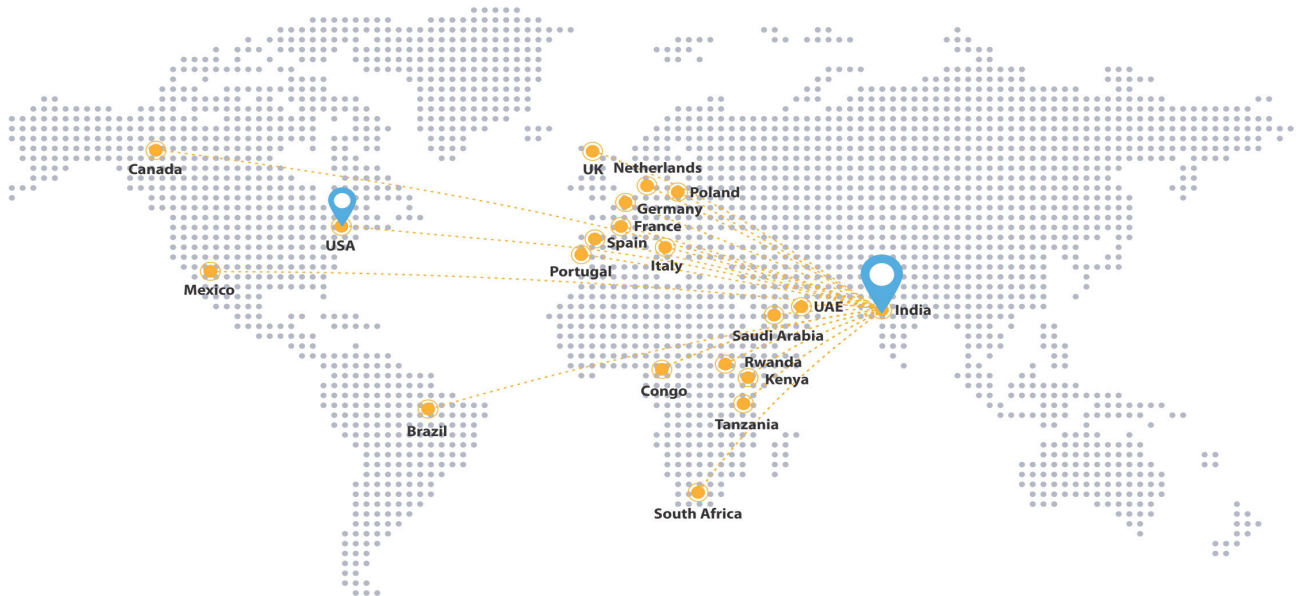 Canada
UK
Netherlands
Poland
Germany
France
USA
Spain
Italy
Portugal
Mexico
UAE
India
Saudi Arabia
Rwanda
Kenya
Congo
Tanzania
Brazil
South Africa